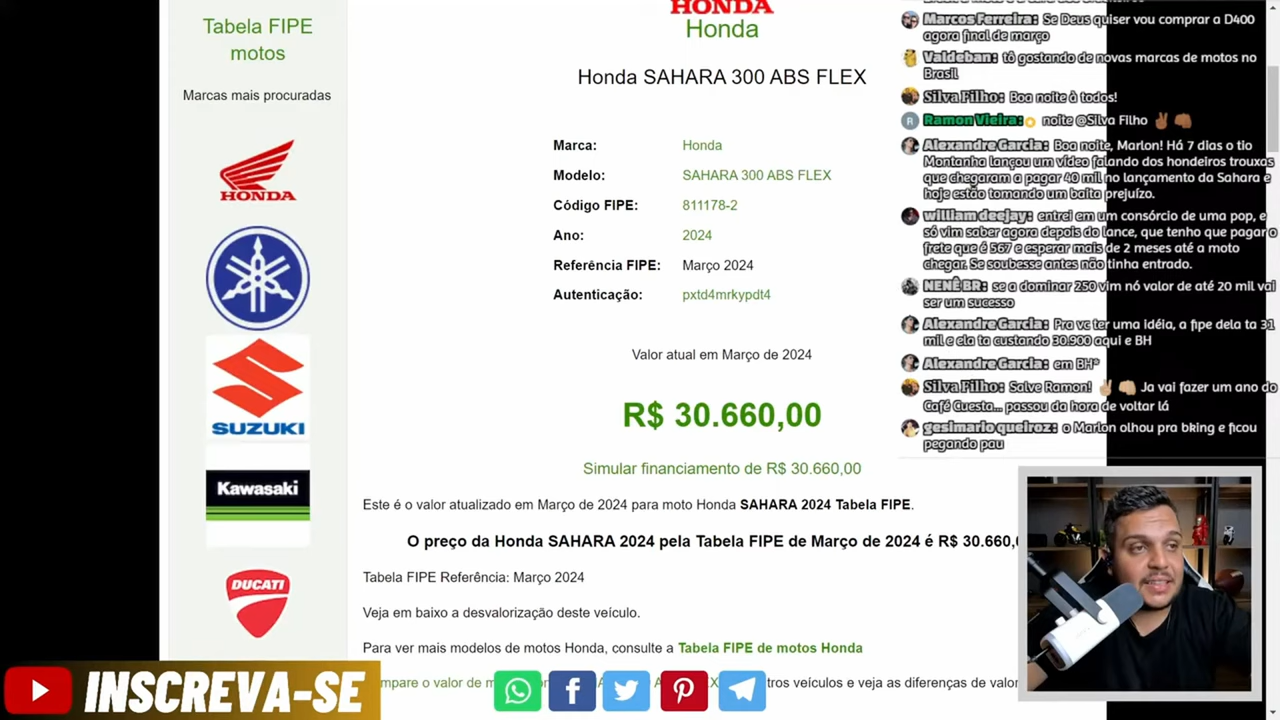 Tabela FIPE
motos
Marcas mais procuradas
HONDA
SUZUKI
Kawasaki
DUCATI
HONDA
Honda
Honda SAHARA 300 ABS FLEX
Marca: Honda
Modelo: SAHARA 300 ABS FLEX
Código FIPE: 811178-2
Ano: 2024
Referência FIPE: Março 2024
Autenticação: pxtd4mrkypdt4
Valor atual em Março de 2024
R$ 30.660,00
Simular financiamento de R$ 30.660,00
Este é o valor atualizado em Março de 2024 para moto Honda SAHARA 2024 Tabela FIPE.
O preço da Honda SAHARA 2024 pela Tabela FIPE de Março de 2024 é R$ 30.660,
Tabela FIPE Referência: Março 2024
Veja em baixo a desvalorização deste veículo.
Para ver mais modelos de motos Honda, consulte a Tabela FIPE de motos Honda
mpare o valor de m tros veículos e veja as diferenças de valor
Marcos Ferreira: Se Deus quiser vou comprar a D400
agora final de março
Valdeban: tô gostando de novas marcas de motos no
Brasil
Silva Filho: Boa noite à todos!
R Ramon Vieira: noite @Silva Filho
Alexandre Garcia: Boa noite, Marlon! Há 7 dias o tio
Montanha lançou um vídeo falando dos hondeiros trouxas
que chegaram a pagar 40 mil no lançamento da Sahara e
hoje estão tomando um baita prejuízo.
william deejay: entrei em um consórcio de uma pop, e
só vim saber agora depois do lance, que tenho que pagar o
frete que é 567 e esperar mais de 2 meses até a moto
chegar. Se soubesse antes não tinha entrado.
NENÊ BR: se a dominar 250 vim nó valor de até 20 mil vai
ser um sucesso
Alexandre Garcia: Pra vc ter uma idéia, a fipe dela ta 31
mil e ela ta custando 30.900 aqui e BH
Alexandre Garcia: em BH*
Silva Filho: Salve Ramon! Ja vai fazer um ano do
Café Cuesta... passou da hora de voltar lá
gesimario queiroz: o Marlon olhou pra bking e ficou
pegando pau
INSCREVA-SE